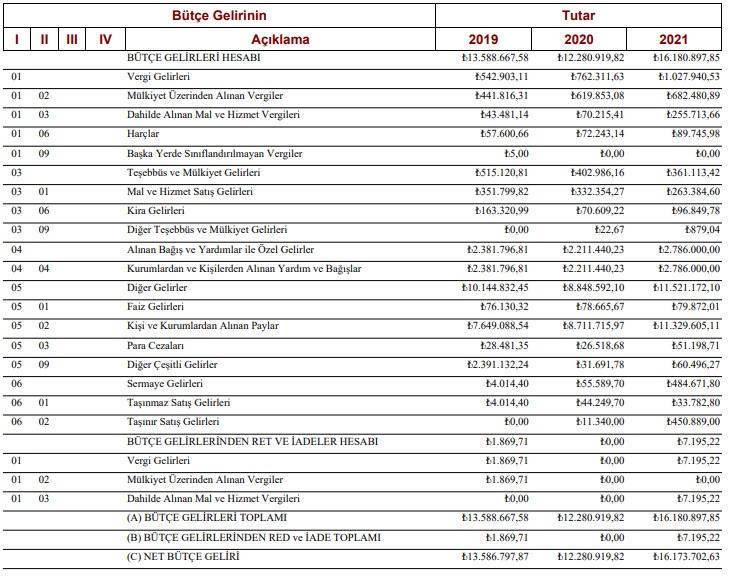 Bütçe Gelirinin Tutar
I II III IV Açıklama 2019 2020 2021
BÜTÇE GELİRLERİ HESABI ₺13.588.667,58 ₺12.280.919,82 ₺16.180.897,85
01 Vergi Gelirleri ₺542.903,11 ₺762.311,63 ₺1.027.940,53
01 02 Mülkiyet Üzerinden Alınan Vergiler ₺441.816,31 ₺619.853,08 ₺682.480,89
01 03 Dahilde Alınan Mal ve Hizmet Vergileri ₺43.481,14 ₺70.215,41 ₺255.713,66
01 06 Harçlar ₺57.600,66 ₺72.243,14 ₺89.745,98
01 09 Başka Yerde Sınıflandırılmayan Vergiler ₺5,00 ₺0,00 ₺0,00
03 Teşebbüs ve Mülkiyet Gelirleri ₺515.120,81 ₺402.986,16 ₺361.113,42
03 01 Mal ve Hizmet Satış Gelirleri ₺351.799,82 ₺332.354,27 ₺263.384,60
03 06 Kira Gelirleri ₺163.320,99 ₺70.609,22 ₺96.849,78
03 09 Diğer Teşebbüs ve Mülkiyet Gelirleri ₺0,00 ₺22,67 ₺879,04
04 Alınan Bağış ve Yardımlar ile Özel Gelirler ₺2.381.796,81 ₺2.211.440,23 ₺2.786.000,00
04 04 Kurumlardan ve Kişilerden Alınan Yardım ve Bağışlar ₺2.381.796,81 ₺2.211.440,23 ₺2.786.000,00
05 Diğer Gelirler ₺10.144.832,45 ₺8.848.592,10 ₺11.521.172,10
05 01 Faiz Gelirleri ₺76.130,32 ₺78.665,67 ₺79.872,01
05 02 Kişi ve Kurumlardan Alınan Paylar ₺7.649.088,54 ₺8.711.715,97 ₺11.329.605,11
05 03 Para Cezaları ₺28.481,35 ₺26.518,68 ₺51.198,71
05 09 Diğer Çeşitli Gelirler ₺2.391.132,24 ₺31.691,78 ₺60.496,27
06 Sermaye Gelirleri ₺4.014,40 ₺55.589,70 ₺484.671,80
06 01 Taşınmaz Satış Gelirleri ₺4.014,40 ₺44.249,70 ₺33.782,80
06 02 Taşınır Satış Gelirleri ₺0,00 ₺11.340,00 ₺450.889,00
BÜTÇE GELİRLERİNDEN RET VE İADELER HESABI ₺1.869,71 ₺0,00 ₺7.195,22
01 Vergi Gelirleri ₺1.869,71 ₺0,00 ₺7.195,22
01 02 Mülkiyet Üzerinden Alınan Vergiler ₺1.869,71 ₺0,00 ₺0,00
01 03 Dahilde Alınan Mal ve Hizmet Vergileri ₺0,00 ₺0,00 ₺7.195,22
(A) BÜTÇE GELİRLERİ TOPLAMI ₺13.588.667,58 ₺12.280.919,82 ₺16.180.897,85
(B) BÜTÇE GELİRLERİNDEN RED ve İADE TOPLAMI ₺1.869,71 ₺0,00 ₺7.195,22
(C) NET BÜTÇE GELİRİ ₺13.586.797,87 ₺12.280.919,82 ₺16.173.702,63